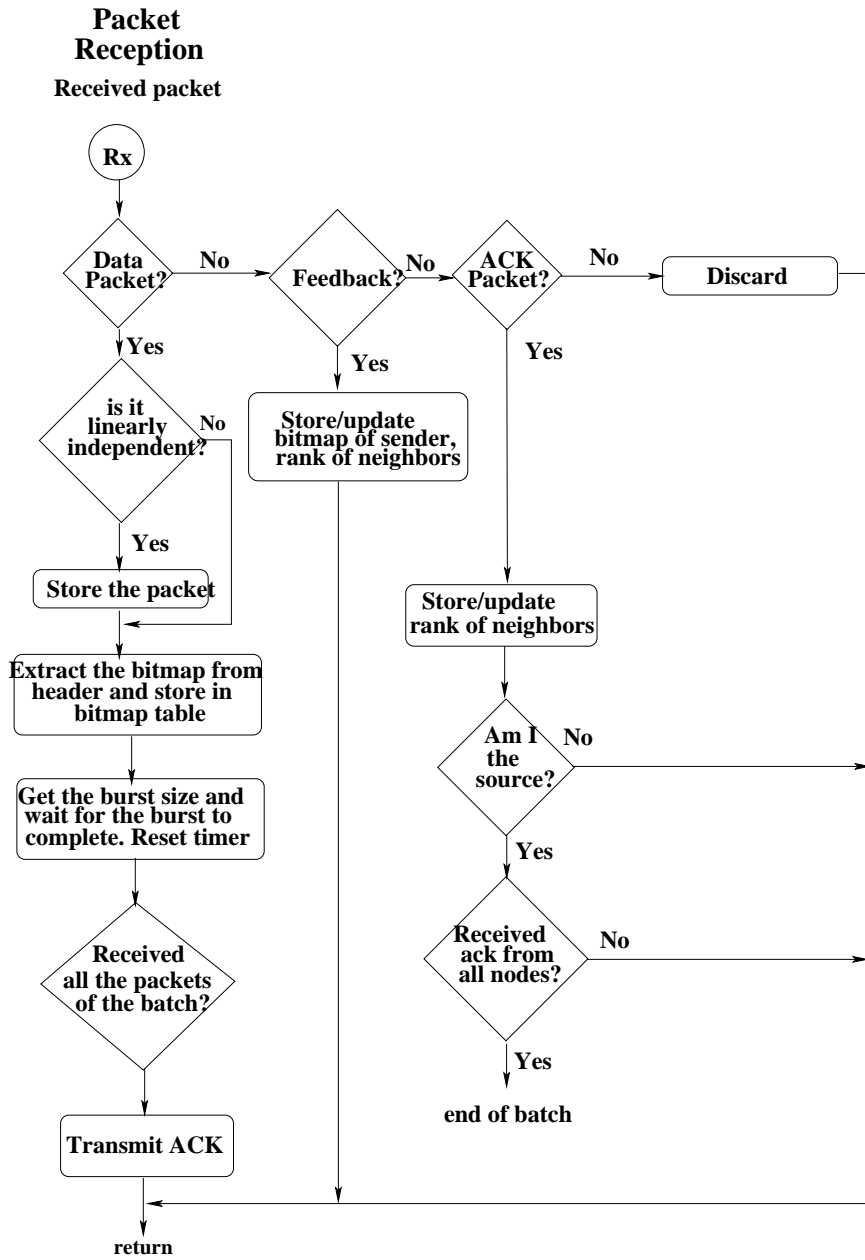 Packet
Reception
Received packet
Rx
Data
Packet?
No
Feedback?
No
ACK
Packet?
No
Discard
Yes
Yes
Yes
is it
linearly
independent?
No
Store/update
bitmap of sender,
rank of neighbors
Yes
Store the packet
Store/update
rank of neighbors
Extract the bitmap from
header and store in
bitmap table
Am I
the
source?
No
Get the burst size and
wait for the burst to
complete. Reset timer
Yes
Received
all the packets
of the batch?
Received
ack from
all nodes?
No
Yes
end of batch
Transmit ACK
return